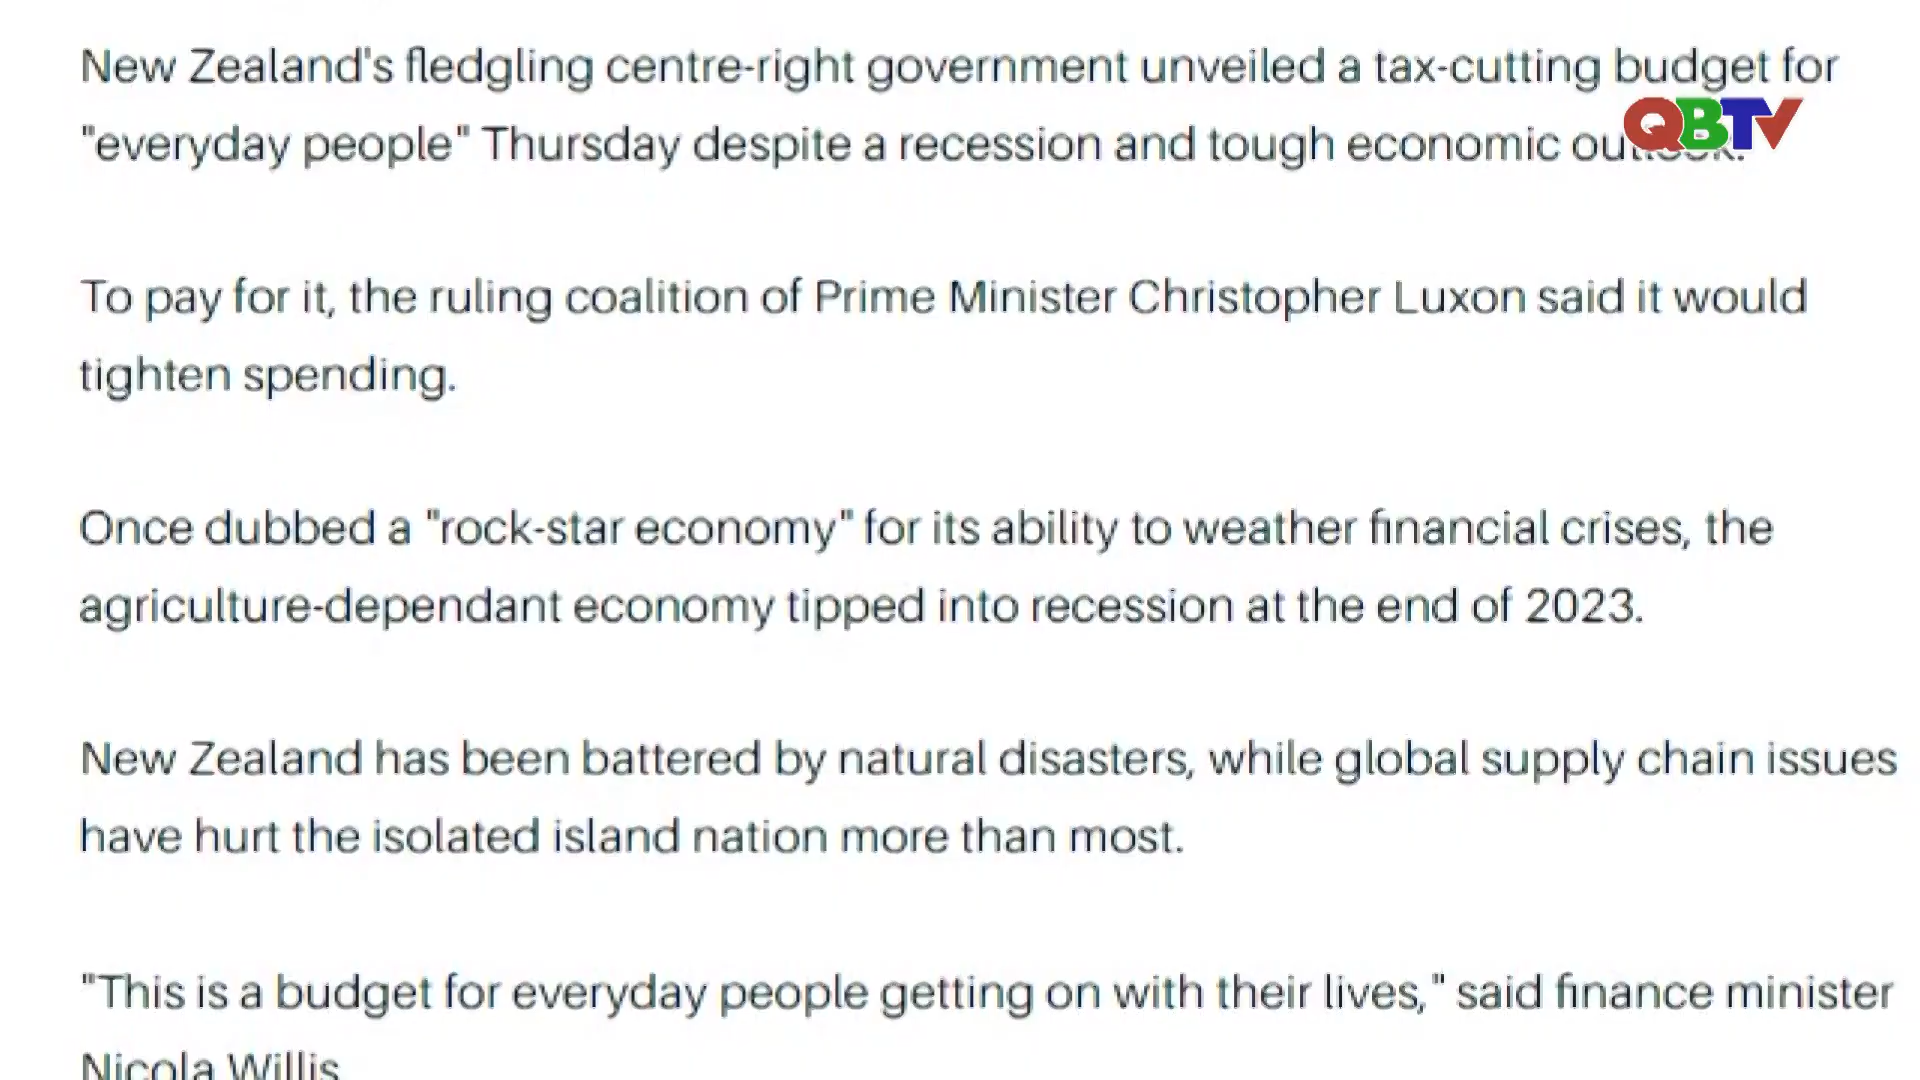 New Zealand's fledgling centre-right government unveiled a tax-cutting budget for
QBTV
"everyday people" Thursday despite a recession and tough economic
To pay for it, the ruling coalition of Prime Minister Christopher Luxon said it would
tighten spending.
Once dubbed a "rock-star economy" for its ability to weather financial crises, the
agriculture-dependant economy tipped into recession at the end of 2023.
New Zealand has been battered by natural disasters, while global supply chain issues
have hurt the isolated island nation more than most.
"This is a budget for everyday people getting on with their lives," said finance minister
Nicola Willis